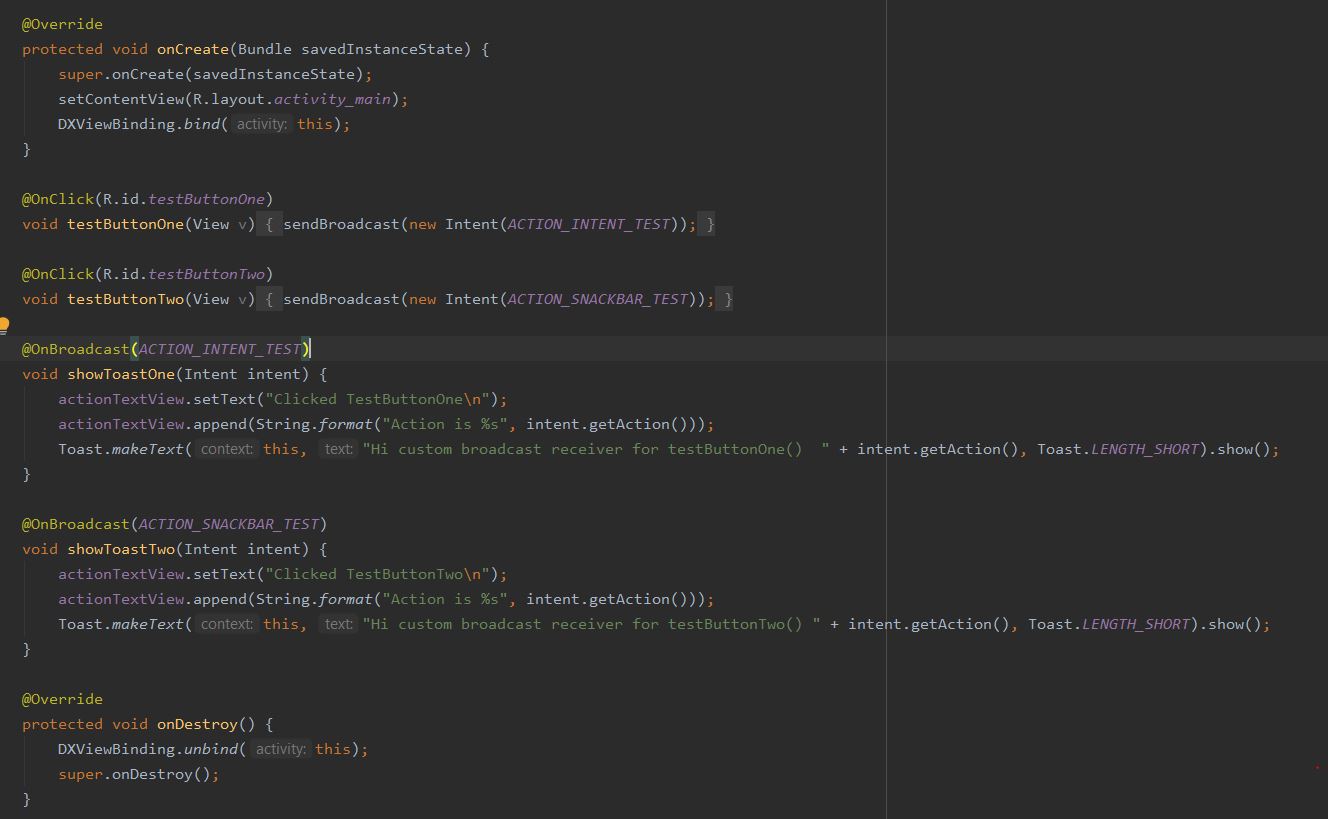 @Override
protected void onCreate(Bundle savedInstanceState) {
    super.onCreate(savedInstanceState);
    setContentView(R.layout.activity_main);
    DXViewBinding.bind( activity: this);
}

@OnClick(R.id.testButtonOne)
void testButtonOne(View v) { sendBroadcast(new Intent(ACTION_INTENT_TEST)); }

@OnClick(R.id.testButtonTwo)
void testButtonTwo(View v) { sendBroadcast(new Intent(ACTION_SNACKBAR_TEST)); }

@OnBroadcast(ACTION_INTENT_TEST)
void showToastOne(Intent intent) {
    actionTextView.setText("Clicked TestButtonOne\n");
    actionTextView.append(String.format("Action is %s", intent.getAction()));
    Toast.makeText( context: this, text: "Hi custom broadcast receiver for testButtonOne()  " + intent.getAction(), Toast.LENGTH_SHORT).show();
}

@OnBroadcast(ACTION_SNACKBAR_TEST)
void showToastTwo(Intent intent) {
    actionTextView.setText("Clicked TestButtonTwo\n");
    actionTextView.append(String.format("Action is %s", intent.getAction()));
    Toast.makeText( context: this, text: "Hi custom broadcast receiver for testButtonTwo() " + intent.getAction(), Toast.LENGTH_SHORT).show();
}

@Override
protected void onDestroy() {
    DXViewBinding.unbind( activity: this);
    super.onDestroy();
}